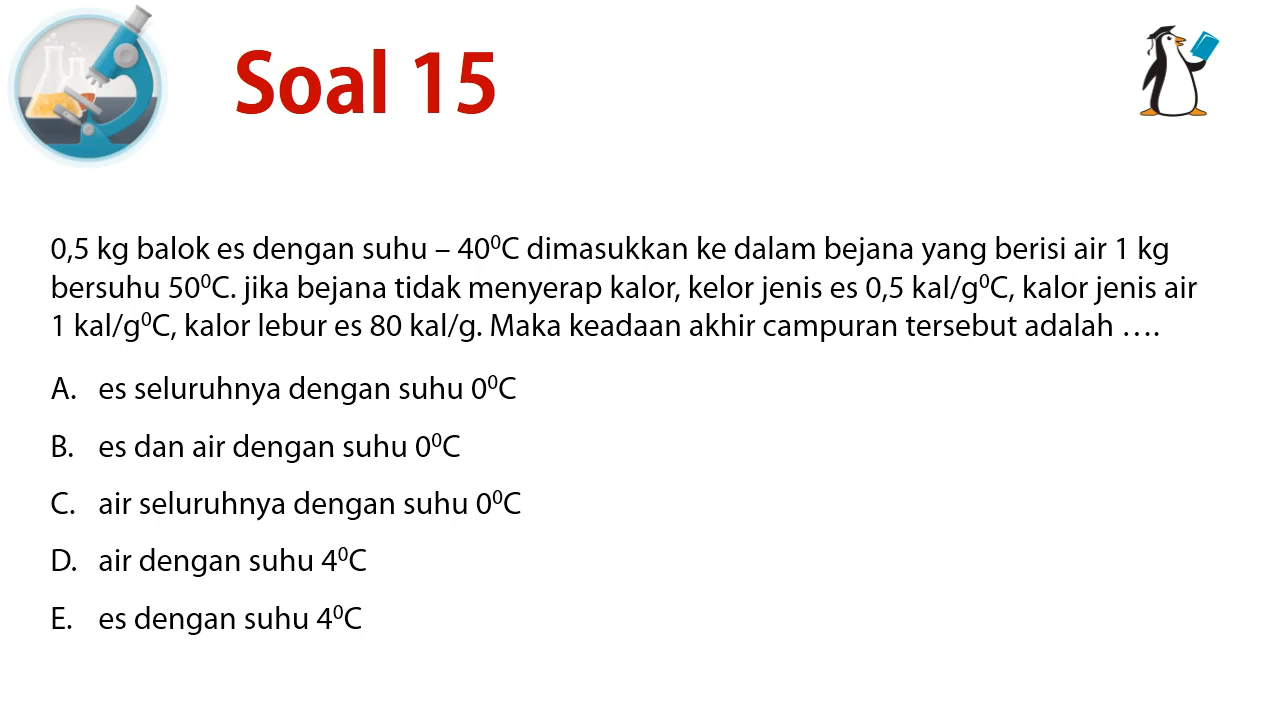 Soal 15
0,5 kg balok es dengan suhu – 40⁰C dimasukkan ke dalam bejana yang berisi air 1 kg
bersuhu 50⁰C. jika bejana tidak menyerap kalor, kelor jenis es 0,5 kal/g⁰C, kalor jenis air
1 kal/g⁰C, kalor lebur es 80 kal/g. Maka keadaan akhir campuran tersebut adalah ….
A. es seluruhnya dengan suhu 0⁰C
B. es dan air dengan suhu 0⁰C
C. air seluruhnya dengan suhu 0⁰C
D. air dengan suhu 4⁰C
E. es dengan suhu 4⁰C